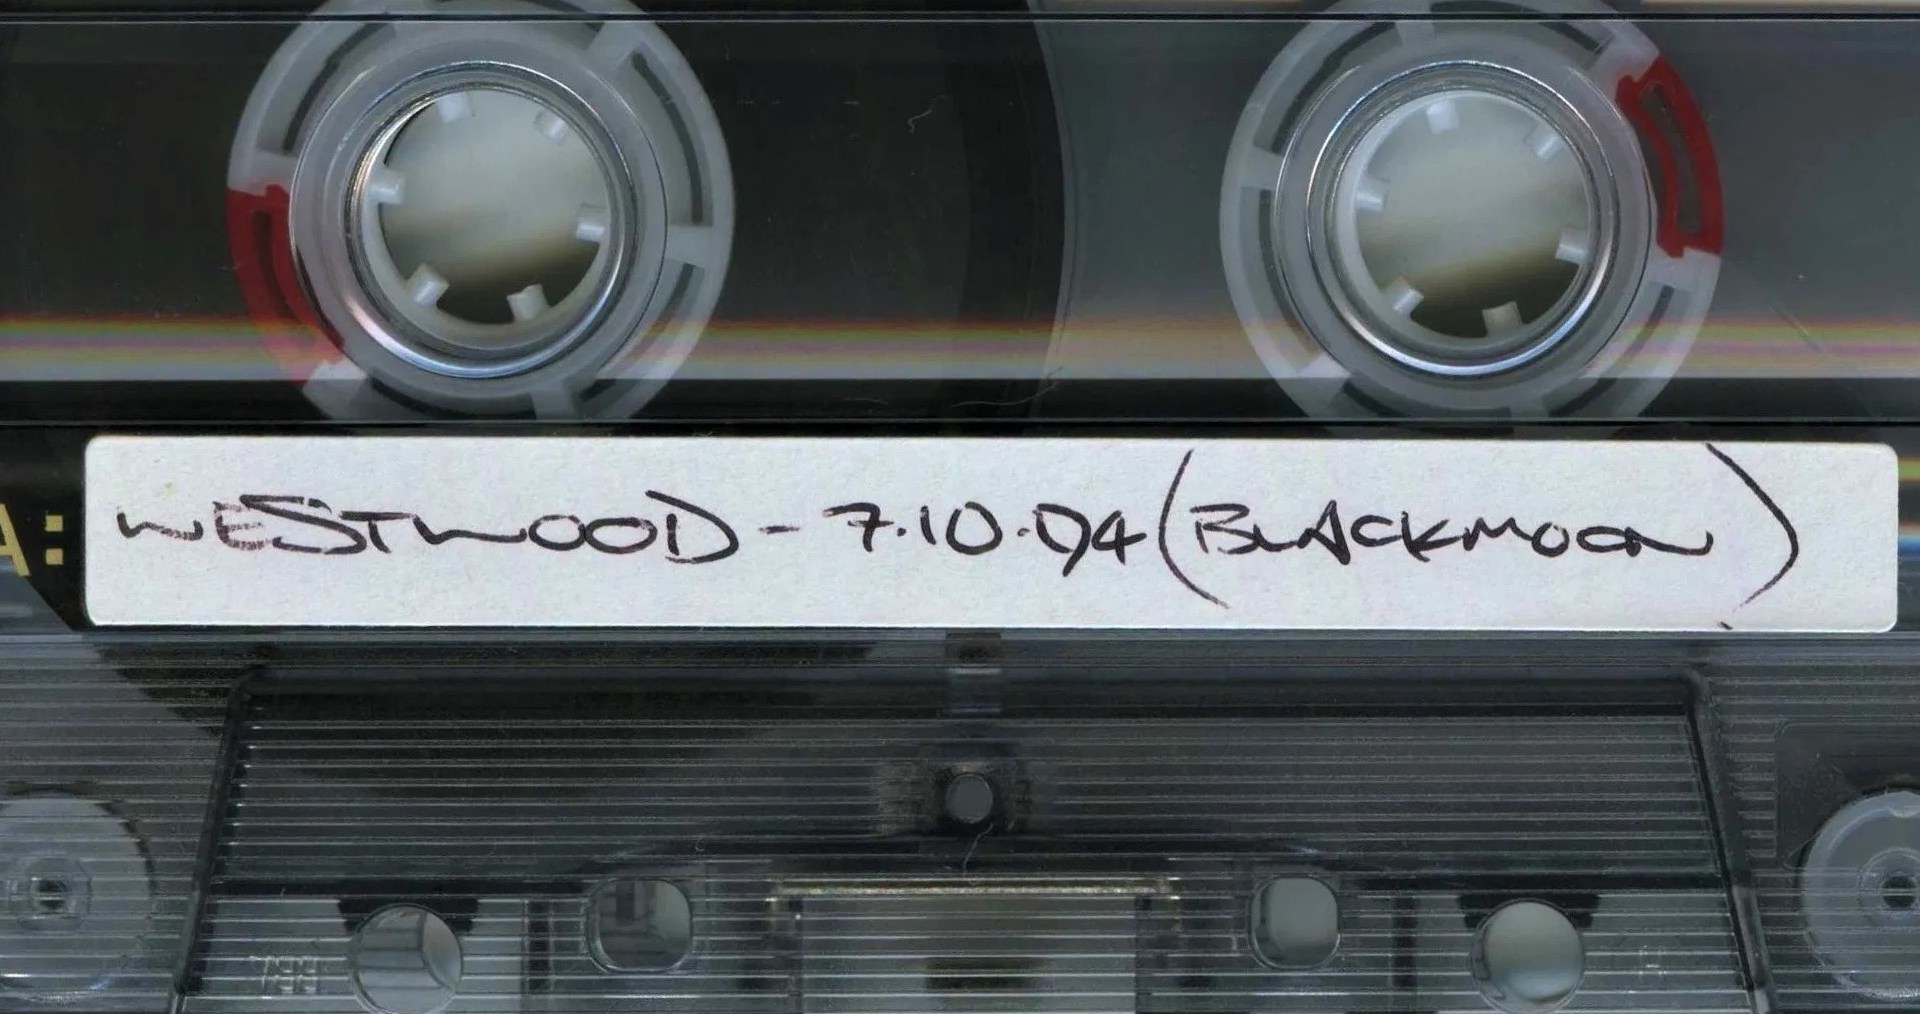 A:
WESTWOOD - 7.10.94 (BLACKMOON)